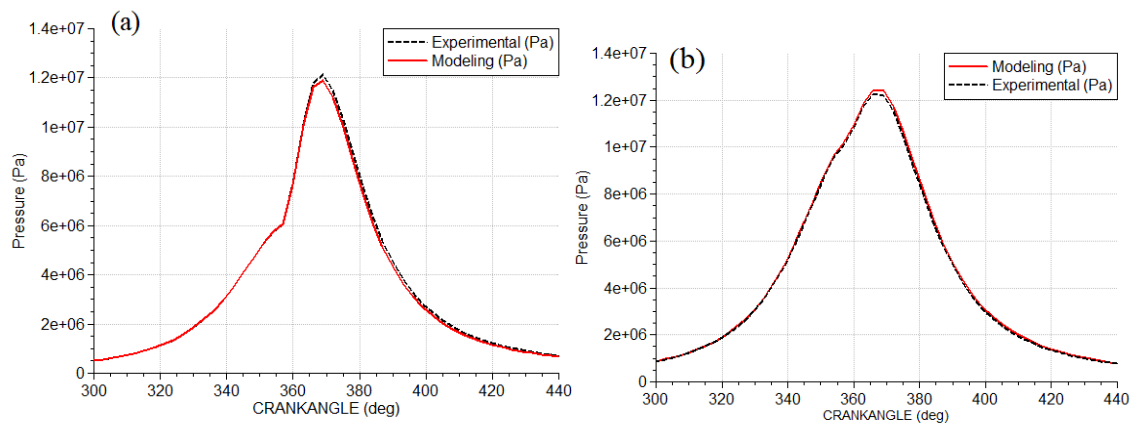 (a)
1.4e+07
1.2e+07
1e+07
8e+06
6e+06
4e+06
2e+06
0
Pressure (Pa)
Experimental (Pa)
Modeling (Pa)
300 320 340 360 380 400 420 440
CRANKANGLE (deg)
(b)
1.4e+07
1.2e+07
1e+07
8e+06
6e+06
4e+06
2e+06
0
Pressure (Pa)
Modeling (Pa)
Experimental (Pa)
300 320 340 360 380 400 420 440
CRANKANGLE (deg)